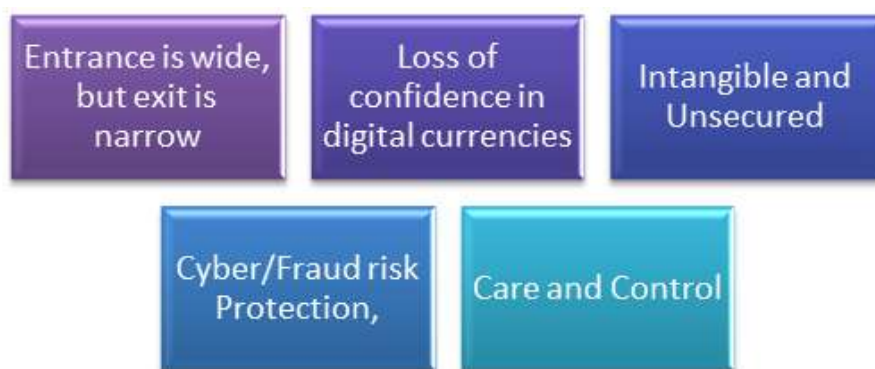 Entrance is wide,
but exit is
narrow
Loss of
confidence in
digital currencies
Intangible and
Unsecured
Cyber/Fraud risk
Protection,
Care and Control